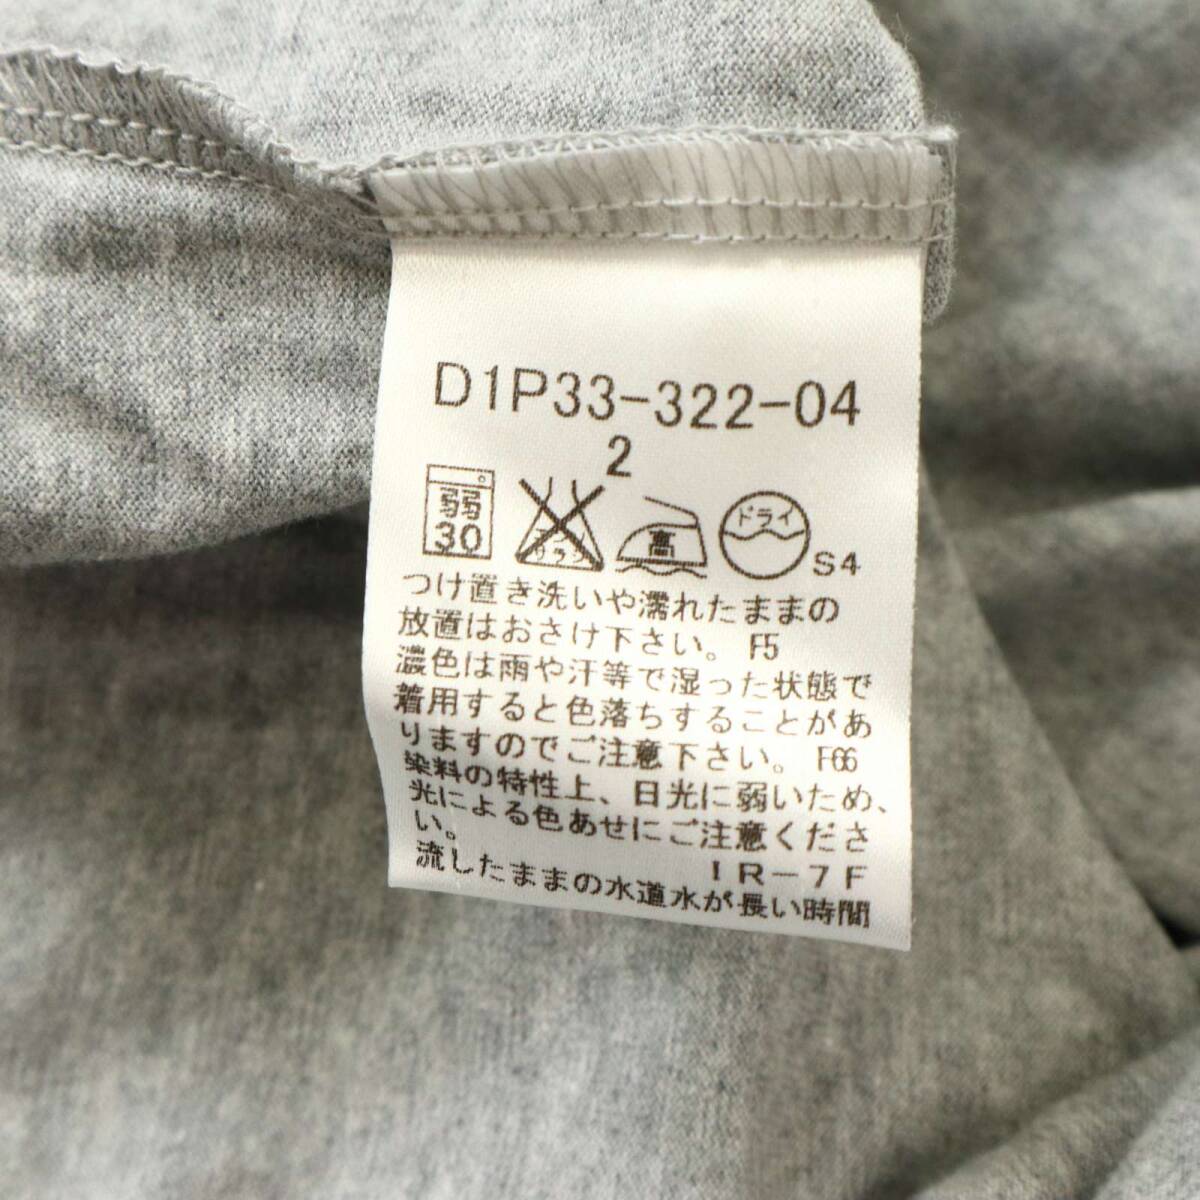 D1P33-322-04
2
弱
30
エンソ
サラシ
高
ドライ
S4
つけ置き洗いや濡れたままの
放置はおさけ下さい。 F5
濃色は雨や汗等で湿った状態で
着用すると色落ちすることがあ
りますのでご注意下さい。 F66
染料の特性上、日光に弱いため、
光による色あせにご注意くださ
い。
IR-7F
流したままの水道水が長い時間